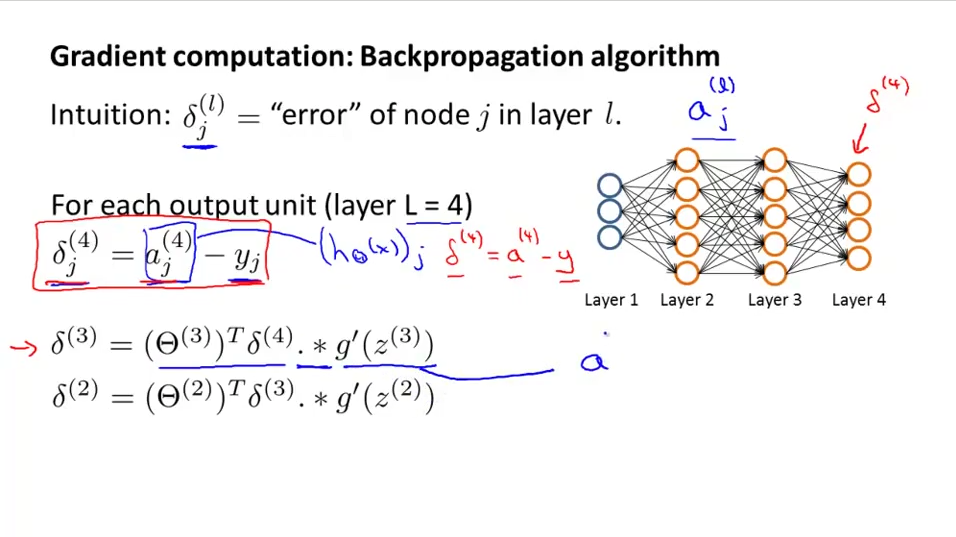 Gradient computation: Backpropagation algorithm
Intuition: δ_j^(l) = “error” of node j in layer l.
a_j^(l)
δ^(4)
For each output unit (layer L = 4)
δ_j^(4) = a_j^(4) − y_j (h_Θ(x))_j δ^(4) = a^(4) - y
Layer 1 Layer 2 Layer 3 Layer 4
δ^(3) = (Θ^(3))^T δ^(4) .∗ g′(z^(3)) a
δ^(2) = (Θ^(2))^T δ^(3) .∗ g′(z^(2))